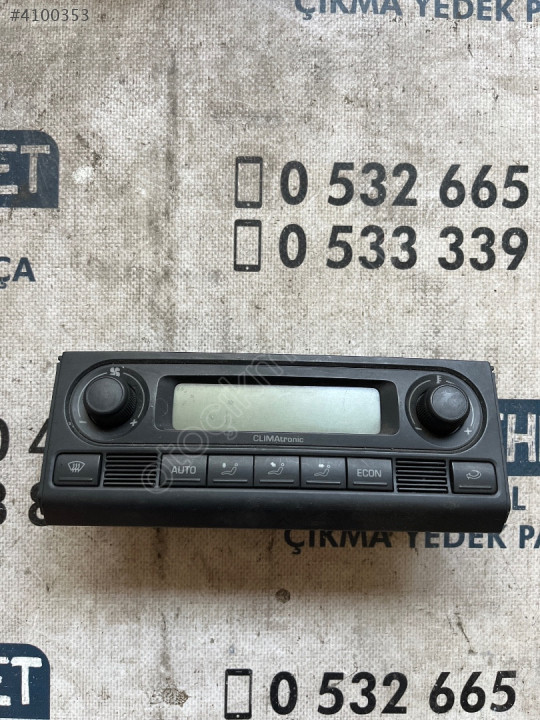 #4100353
ÇIKMA YEDEK PA
ET
0 532 665
0 533 339
ÇA
CLIMAtronic
AUTO
ECON
ÇIKMA YEDEK PA
0 532 665